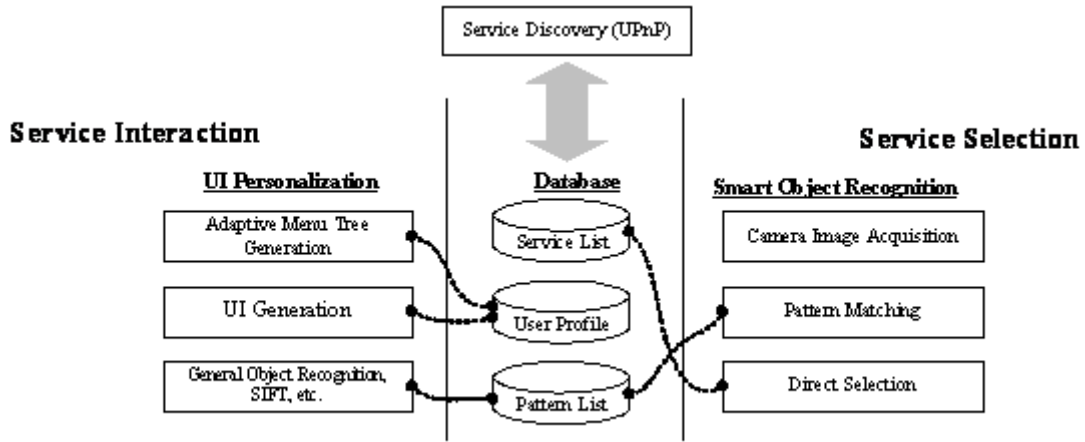 Service Discovery (UPnP)
Service Interaction
Service Selection
UI Personalization
Adaptive Menu Tree
Generation
UI Generation
General Object Recognition,
SIFT, etc.
Database
Service List
User Profile
Pattern List
Smart Object Recognition
Camera Image Acquisition
Pattern Matching
Direct Selection